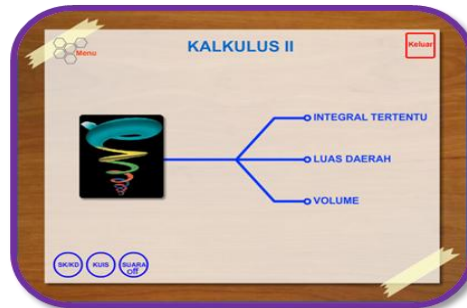 KALKULUS II
Menu
Keluar
INTEGRAL TERTENTU
LUAS DAERAH
VOLUME
SK/KD
KUIS
SUARA
off